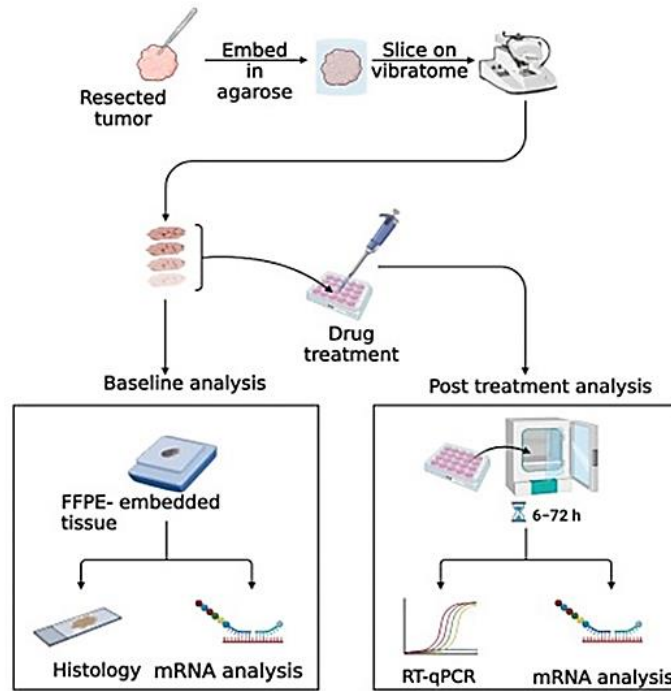 Resected
tumor
Embed
in
agarose
Slice on
vibratome
Drug
treatment
Baseline analysis
FFPE- embedded
tissue
Histology
mRNA analysis
Post treatment analysis
6–72 h
RT-qPCR
mRNA analysis